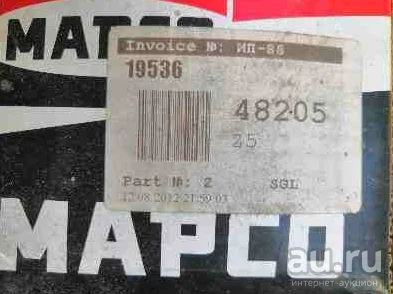 MAPCO
Invoice №: ИП-88
19536
48205
25
Part №: 2 SGL
12.08.2012 21:59:03
MAPCO
au.ru
интернет-аукцион